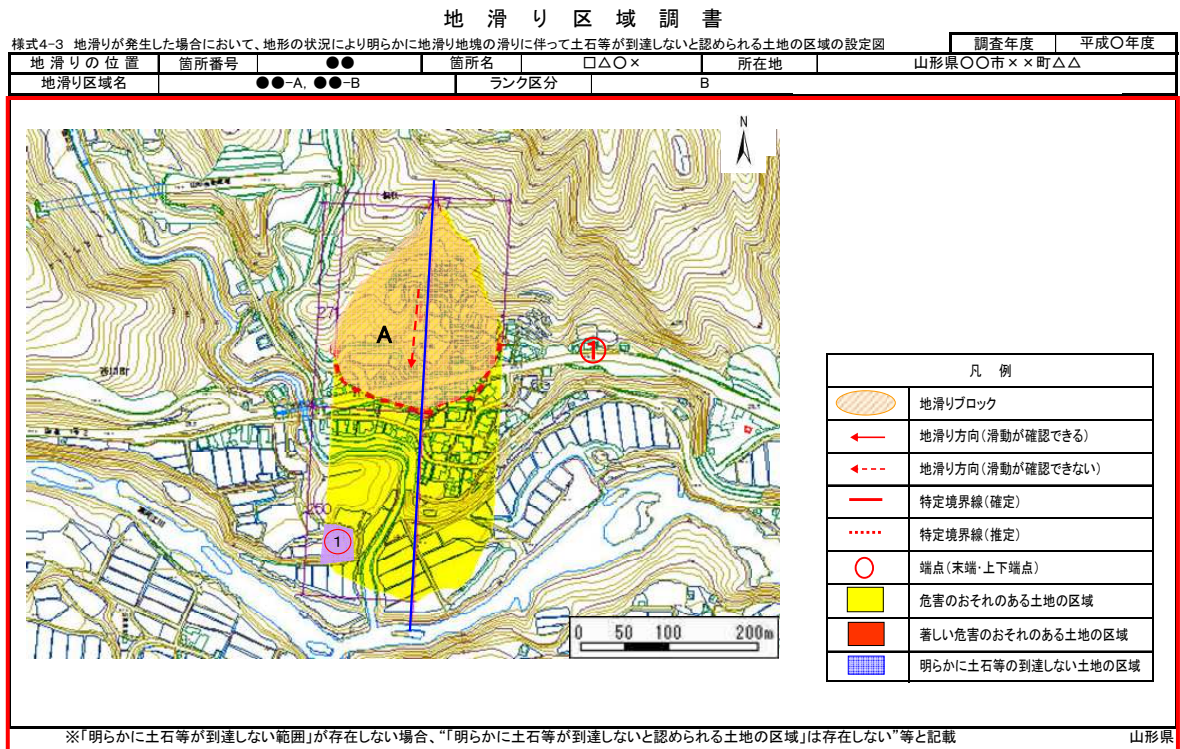 地滑り区域調書
様式4-3 地滑りが発生した場合において、地形の状況により明らかに地滑り地塊の滑りに伴って土石等が到達しないと認められる土地の区域の設定図 調査年度 平成〇年度
地滑りの位置 箇所番号 ●● 箇所名 □△○× 所在地 山形県○○市××町△△
地滑り区域名 ●●-A, ●●-B ランク区分 B
N
A
①
①
271
250
0 50 100 200m
凡例
地滑りブロック
地滑り方向(滑動が確認できる)
地滑り方向(滑動が確認できない)
特定境界線(確定)
特定境界線(推定)
端点(末端・上下端点)
危害のおそれのある土地の区域
著しい危害のおそれのある土地の区域
明らかに土石等の到達しない土地の区域
※「明らかに土石等が到達しない範囲」が存在しない場合、“「明らかに土石等が到達しないと認められる土地の区域」は存在しない”等と記載 山形県